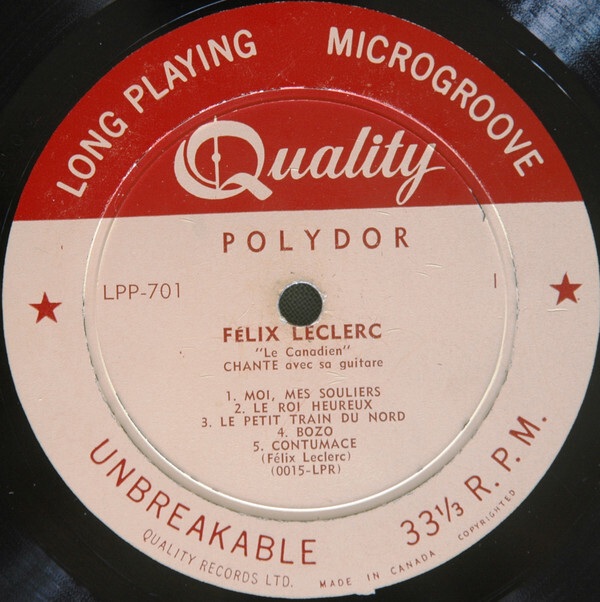 LONG PLAYING MICROGROOVE
Quality
POLYDOR
LPP-701
I
FÉLIX LECLERC
"Le Canadien"
CHANTE avec sa guitare
1. MOI, MES SOULIERS
2. LE ROI HEUREUX
3. LE PETIT TRAIN DU NORD
4. BOZO
5. CONTUMACE
(Félix Leclerc)
(0015-LPR)
UNBREAKABLE 33⅓ R.P.M.
QUALITY RECORDS LTD. MADE IN CANADA COPYRIGHTED